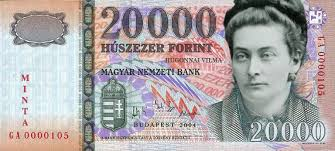 20000
HÚSZEZER FORINT
HUGONNAI VILMA
MAGYAR NEMZETI BANK
MINTA
GA 0000105
GA 0000105
BUDAPEST 2004
20000